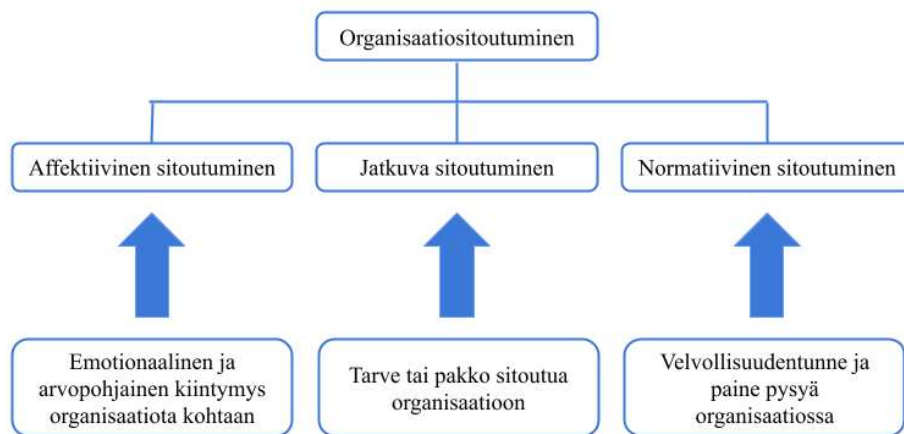 Organisaatiositoutuminen
Affektiivinen sitoutuminen
Jatkuva sitoutuminen
Normatiivinen sitoutuminen
Emotionaalinen ja
arvopohjainen kiintymys
organisaatiota kohtaan
Tarve tai pakko sitoutua
organisaatioon
Velvollisuudentunne ja
paine pysyä
organisaatiossa